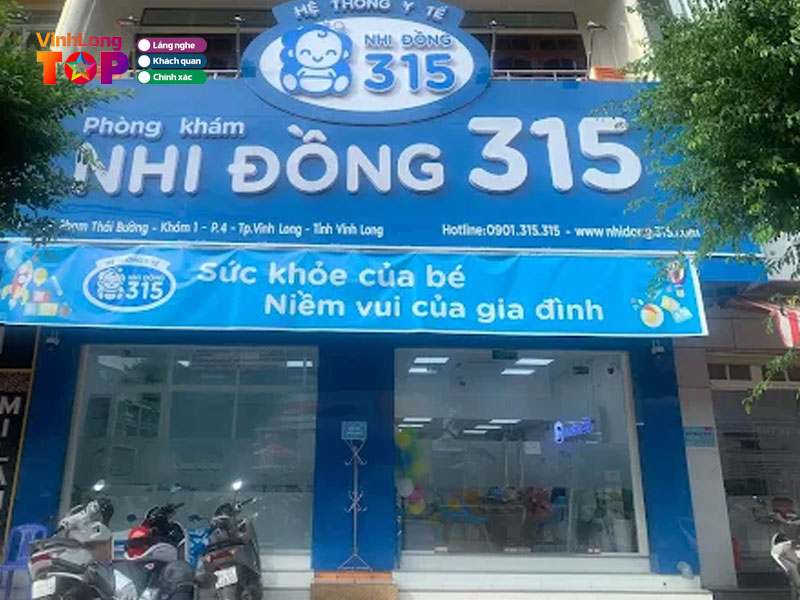 VinhLong
TOP
Lắng nghe
Khách quan
Chính xác
HỆ THỐNG Y TẾ
NHI ĐỒNG
315
Phòng khám
NHI ĐỒNG 315
Phạm Thái Bường - Khóm 1 - P.4 - Tp.Vĩnh Long - Tỉnh Vĩnh Long
Hotline:0901.315.315 - www.nhidong315.com
NHI ĐỒNG
315
Sức khỏe của bé
Niềm vui của gia đình